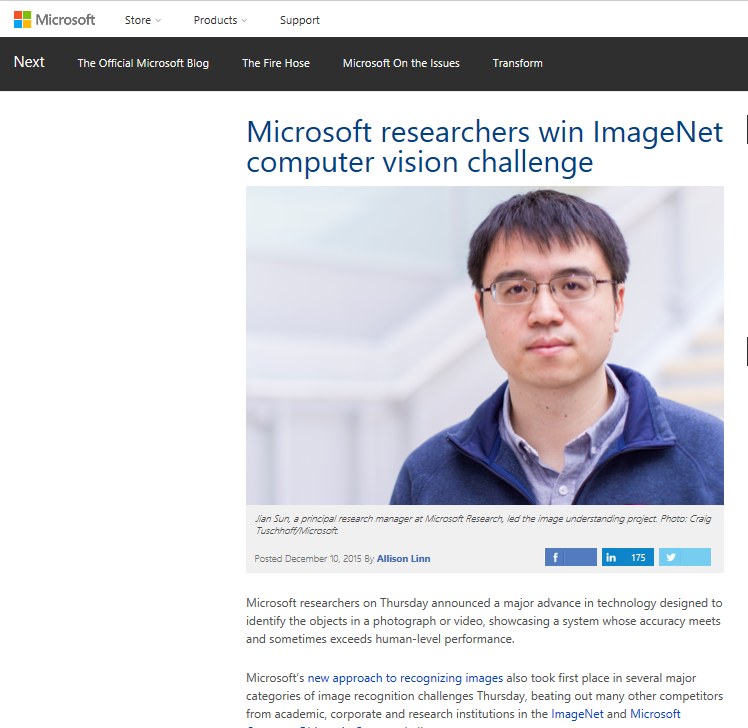 Microsoft Store Products Support
Next The Official Microsoft Blog The Fire Hose Microsoft On the Issues Transform
Microsoft researchers win ImageNet
computer vision challenge
Jian Sun, a principal research manager at Microsoft Research, led the image understanding project. Photo: Craig
Tuschhoff/Microsoft.
Posted December 10, 2015 By Allison Linn
f in 175
Microsoft researchers on Thursday announced a major advance in technology designed to
identify the objects in a photograph or video, showcasing a system whose accuracy meets
and sometimes exceeds human-level performance.
Microsoft's new approach to recognizing images also took first place in several major
categories of image recognition challenges Thursday, beating out many other competitors
from academic, corporate and research institutions in the ImageNet and Microsoft